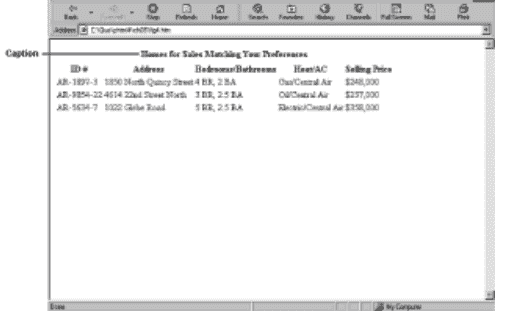 Back Forward Stop Refresh Home Search Favorites History Channels Full Screen Mail Print
Address
Caption
Homes for Sales Matching Your Preferences
ID # Address Bedrooms/Bathrooms Heat/AC Selling Price
AR-1897-3 1850 North Quincy Street 4 BR, 2 BA Gas/Central Air $248,000
AR-9854-22 4614 22nd Street North 3 BR, 2.5 BA Oil/Central Air $257,000
AR-5634-7 1022 Globe Road 5 BR, 2.5 BA Electric/Central Air $358,000
Done My Computer